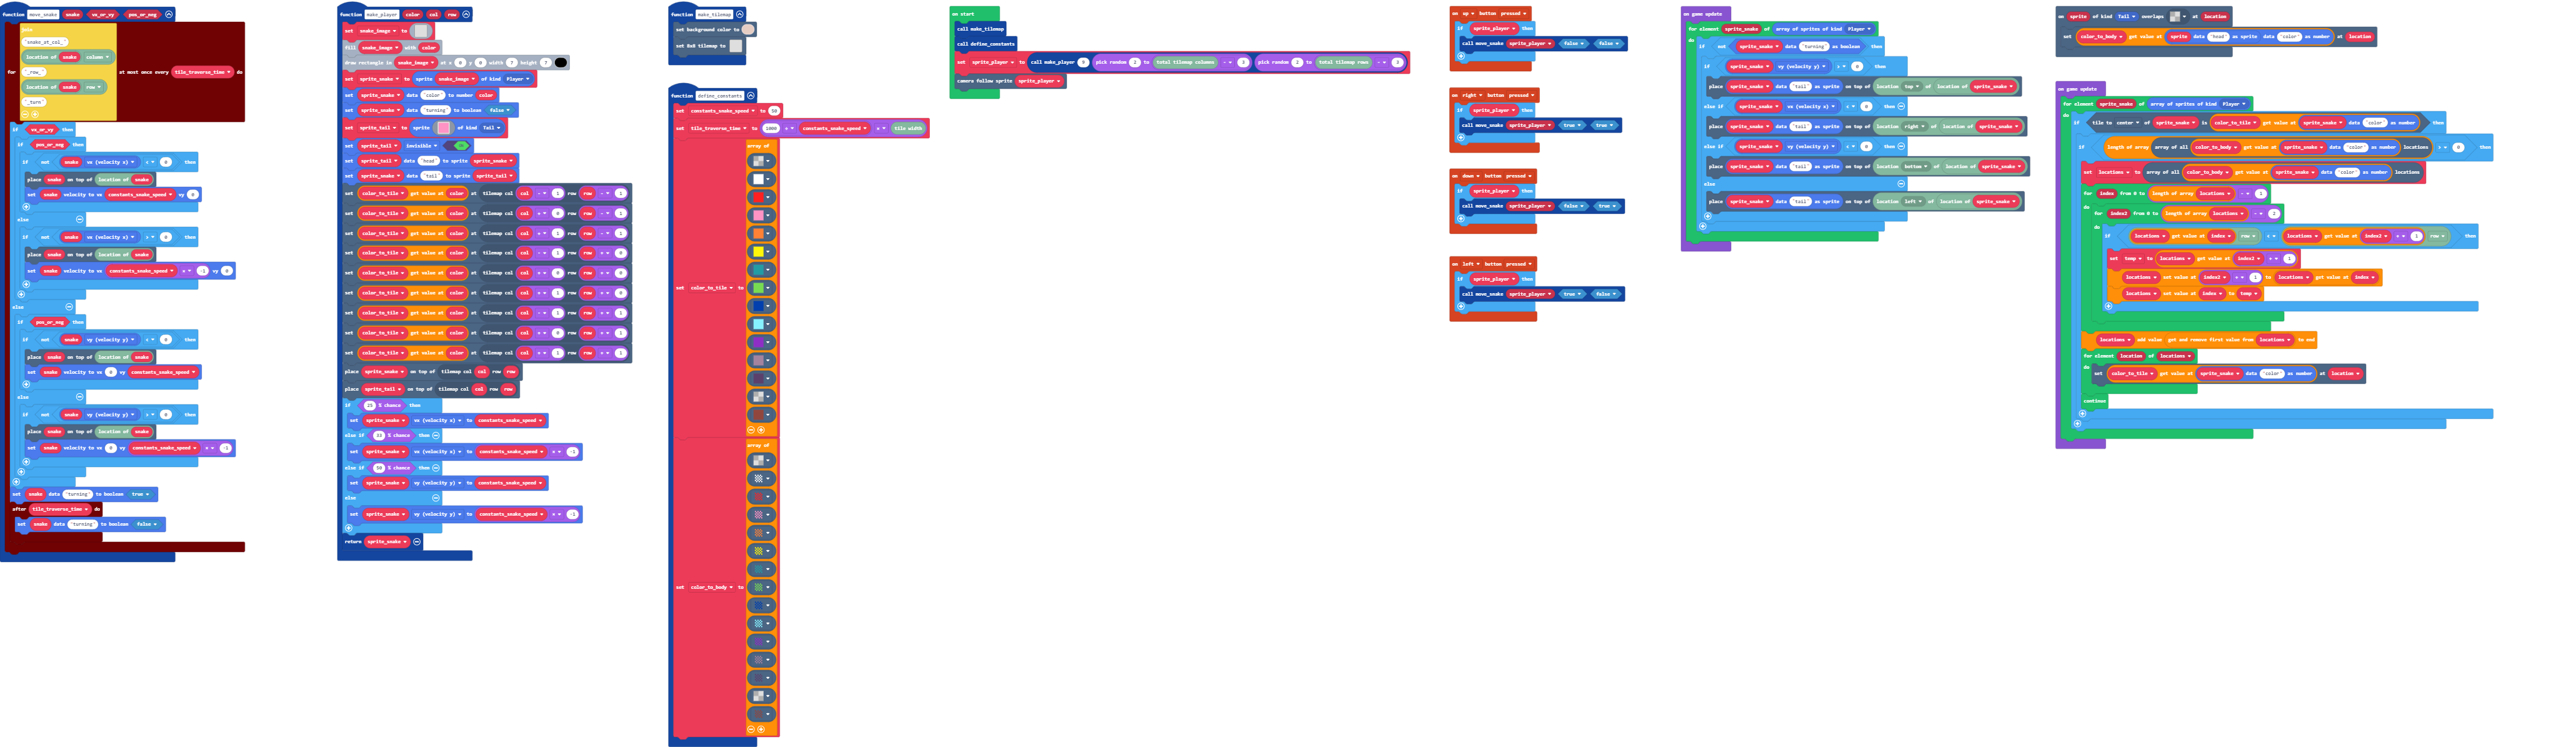 function move_snake snake vx_or_vy pos_or_neg
for join
"snake_at_col_"
location of snake column
"_row_"
location of snake row
"_turn"
at most once every tile_traverse_time do
if vx_or_vy then
if pos_or_neg then
if not snake vx (velocity x) < 0 then
place snake on top of location of snake
set snake velocity to vx constants_snake_speed vy 0
else
if not snake vx (velocity x) > 0 then
place snake on top of location of snake
set snake velocity to vx constants_snake_speed × -1 vy 0
else
if pos_or_neg then
if not snake vy (velocity y) < 0 then
place snake on top of location of snake
set snake velocity to vx 0 vy constants_snake_speed
else
if not snake vy (velocity y) > 0 then
place snake on top of location of snake
set snake velocity to vx 0 vy constants_snake_speed × -1
set snake data "turning" to boolean true
after tile_traverse_time do
set snake data "turning" to boolean false
function make_player color col row
set snake_image to
fill snake_image with color
draw rectangle in snake_image at x 0 y 0 width 7 height 7
set sprite_snake to sprite snake_image of kind Player
set sprite_snake data "color" to number color
set sprite_snake data "turning" to boolean false
set sprite_tail to sprite of kind Tail
set sprite_tail invisible
set sprite_tail data "head" to sprite sprite_snake
set sprite_snake data "tail" to sprite sprite_tail
set color_to_tile get value at color at tilemap col col - 1 row row - 1
set color_to_tile get value at color at tilemap col col + 0 row row - 1
set color_to_tile get value at color at tilemap col col + 1 row row - 1
set color_to_tile get value at color at tilemap col col - 1 row row + 0
set color_to_tile get value at color at tilemap col col + 0 row row + 0
set color_to_tile get value at color at tilemap col col + 1 row row + 0
set color_to_tile get value at color at tilemap col col - 1 row row + 1
set color_to_tile get value at color at tilemap col col + 0 row row + 1
set color_to_tile get value at color at tilemap col col + 1 row row + 1
place sprite_snake on top of tilemap col col row row
place sprite_tail on top of tilemap col col row row
if 25 % chance then
set sprite_snake vx (velocity x) to constants_snake_speed
else if 33 % chance then
set sprite_snake vx (velocity x) to constants_snake_speed × -1
else if 50 % chance then
set sprite_snake vy (velocity y) to constants_snake_speed
else
set sprite_snake vy (velocity y) to constants_snake_speed × -1
return sprite_snake
function make_tilemap
set background color to
set tilemap to
function define_constants
set constants_snake_speed to 50
set tile_traverse_time to 1000 ÷ constants_snake_speed × tile width
set color_to_tile to
array of
set color_to_body to
array of
on start
call make_tilemap
call define_constants
set sprite_player to call make_player pick random 2 to total tilemap columns - 3 pick random 2 to total tilemap rows - 3
camera follow sprite sprite_player
on up button pressed
if sprite_player then
call move_snake sprite_player false false
on right button pressed
if sprite_player then
call move_snake sprite_player true true
on down button pressed
if sprite_player then
call move_snake sprite_player false true
on left button pressed
if sprite_player then
call move_snake sprite_player true false
on game update
for element sprite_snake of array of sprites of kind Player
do
if not sprite_snake data "turning" as boolean then
if sprite_snake vy (velocity y) > 0 then
place sprite_snake data "tail" as sprite on top of location top of location of sprite_snake
else if sprite_snake vx (velocity x) < 0 then
place sprite_snake data "tail" as sprite on top of location right of location of sprite_snake
else if sprite_snake vy (velocity y) < 0 then
place sprite_snake data "tail" as sprite on top of location bottom of location of sprite_snake
else
place sprite_snake data "tail" as sprite on top of location left of location of sprite_snake
on sprite of kind Tail overlaps at location
set color_to_body get value at sprite data "head" as sprite data "color" as number at location
on game update
for element sprite_snake of array of sprites of kind Player
do
if tile to center of sprite_snake is color_to_tile get value at sprite_snake data "color" as number then
if length of array array of all color_to_body get value at sprite_snake data "color" as number locations > 0 then
set locations to array of all color_to_body get value at sprite_snake data "color" as number locations
for index from 0 to length of array locations - 1
do
for index2 from 0 to length of array locations - 2
do
if locations get value at index row < locations get value at index2 + 1 row then
set temp to locations get value at index2 + 1
locations set value at index2 + 1 to locations get value at index
locations set value at index to temp
locations add value get and remove first value from locations to end
for element location of locations
do
set color_to_tile get value at sprite_snake data "color" as number at location
continue